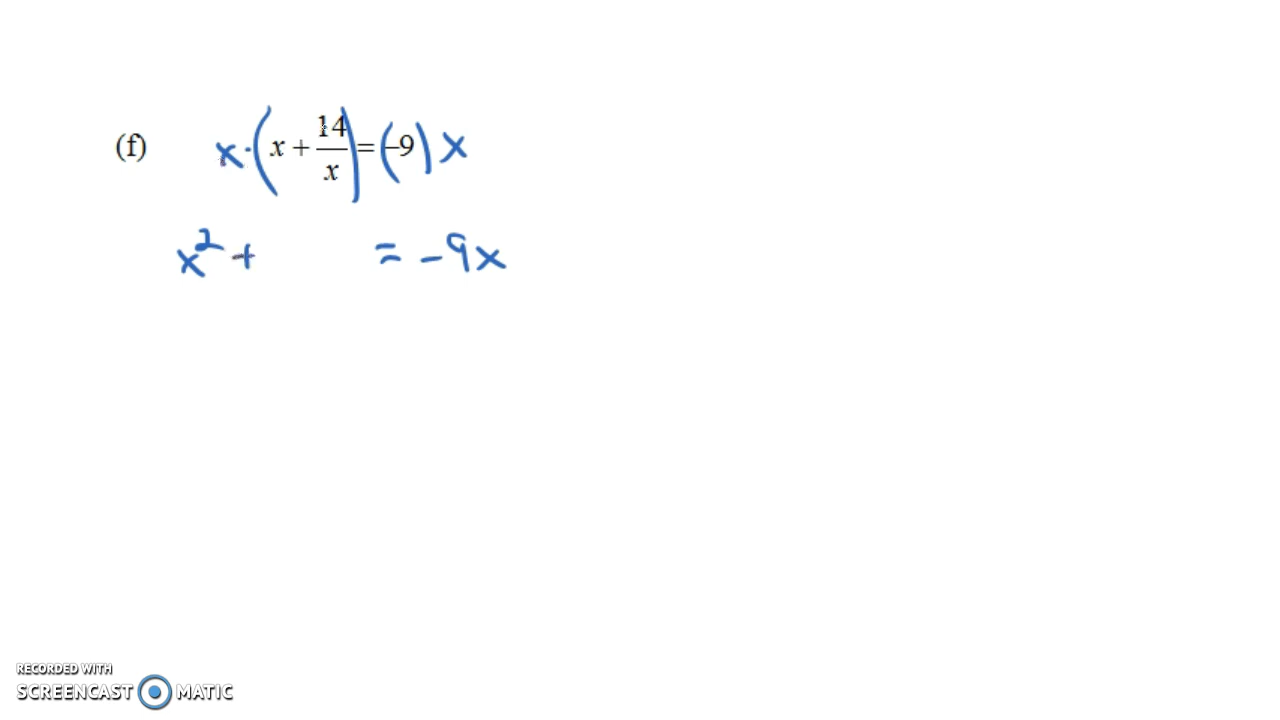 (f) x · (x + 14/x) = (-9) x
x² + = -9x
RECORDED WITH
SCREENCAST MATIC